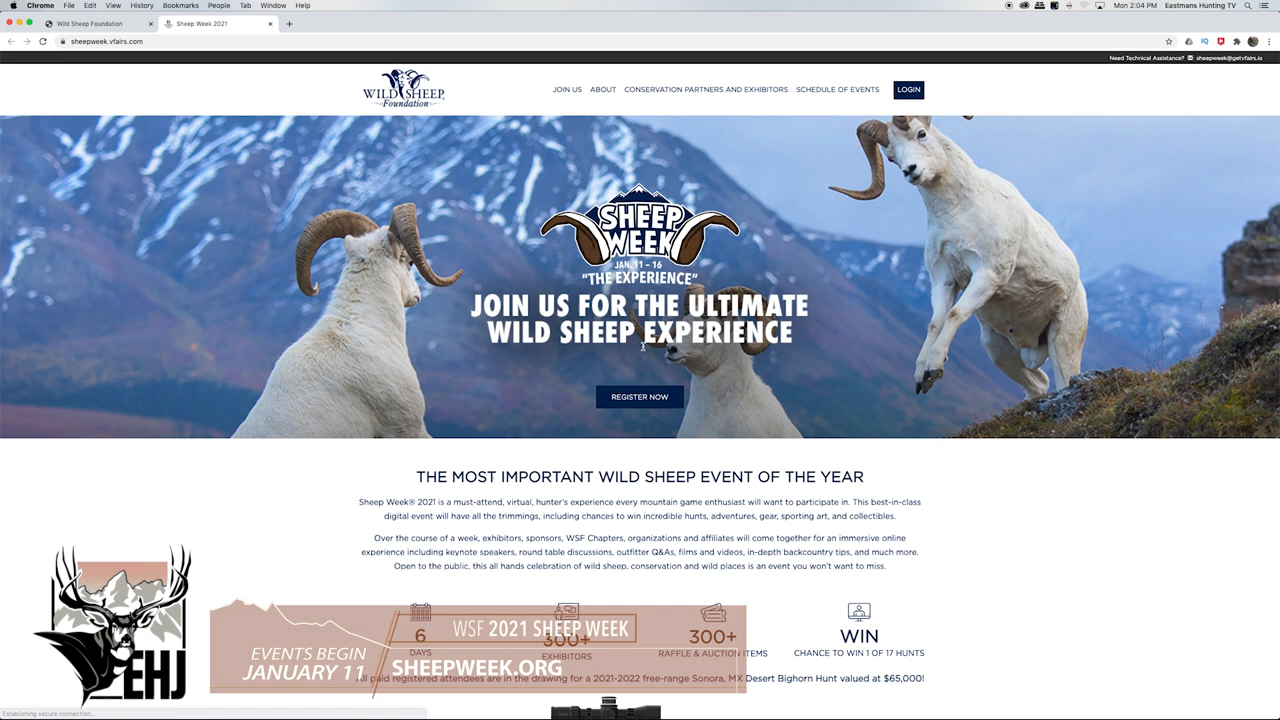 Chrome File Edit View History Bookmarks People Tab Window Help
Mon 2:04 PM Eastmans Hunting TV
Wild Sheep Foundation
Sheep Week 2021
sheepweek.vfairs.com
Need Technical Assistance? sheepweek@getvfairs.io
WILD SHEEP
Foundation
JOIN US ABOUT CONSERVATION PARTNERS AND EXHIBITORS SCHEDULE OF EVENTS LOGIN
SHEEP
WEEK
JAN. 11 - 16
"THE EXPERIENCE"
JOIN US FOR THE ULTIMATE
WILD SHEEP EXPERIENCE
REGISTER NOW
THE MOST IMPORTANT WILD SHEEP EVENT OF THE YEAR
Sheep Week® 2021 is a must-attend, virtual, hunter's experience every mountain game enthusiast will want to participate in. This best-in-class
digital event will have all the trimmings, including chances to win incredible hunts, adventures, gear, sporting art, and collectibles.
Over the course of a week, exhibitors, sponsors, WSF Chapters, organizations and affiliates will come together for an immersive online
experience including keynote speakers, round table discussions, outfitter Q&As, films and videos, in-depth backcountry tips, and much more.
Open to the public, this all hands celebration of wild sheep, conservation and wild places is an event you won't want to miss.
6
DAYS
300+
EXHIBITORS
300+
RAFFLE & AUCTION ITEMS
WIN
CHANCE TO WIN 1 OF 17 HUNTS
All paid registered attendees are in the drawing for a 2021-2022 free-range Sonora, MX Desert Bighorn Hunt valued at $65,000!
EHJ
EVENTS BEGIN
JANUARY 11
WSF 2021 SHEEP WEEK
SHEEPWEEK.ORG
Establishing secure connection...